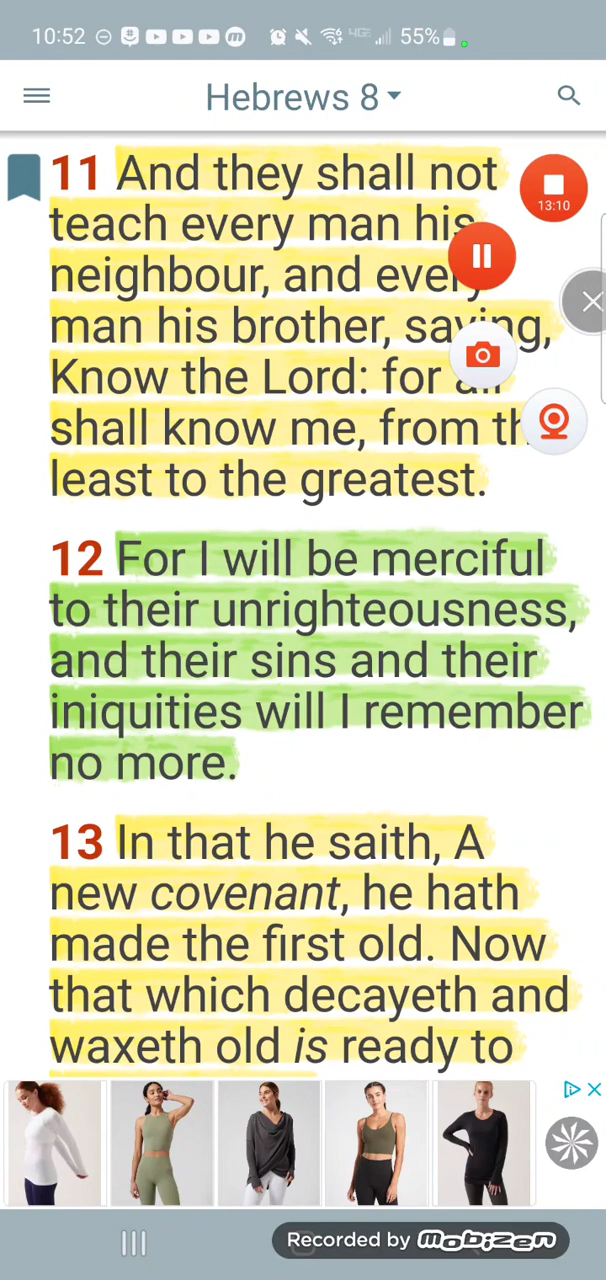 10:52
55%
Hebrews 8
11 And they shall not
13:10
teach every man his
neighbour, and every
man his brother, saying,
Know the Lord: for all
shall know me, from th
least to the greatest.
12 For I will be merciful
to their unrighteousness,
and their sins and their
iniquities will I remember
no more.
13 In that he saith, A
new covenant, he hath
made the first old. Now
that which decayeth and
waxeth old is ready to
Recorded by mobizen